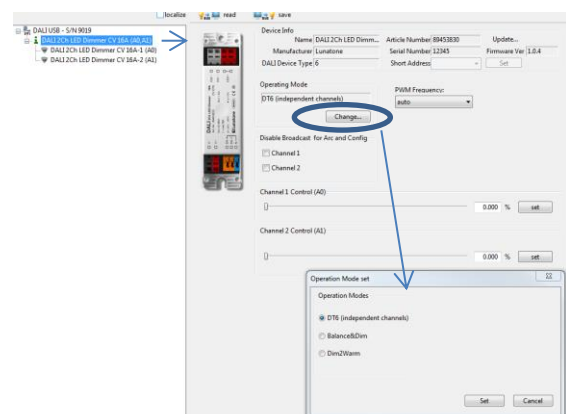 localize read save
DALI USB - S/N 9019
DALI 2Ch LED Dimmer CV 16A (A0,A1)
DALI 2Ch LED Dimmer CV 16A-1 (A0)
DALI 2Ch LED Dimmer CV 16A-2 (A1)
Device Info
Name DALI 2Ch LED Dimm... Article Number 89453830 Update...
Manufacturer Lunatone Serial Number 12345 Firmware Ver 1.0.4
DALI Device Type 6 Short Address Set
Operating Mode
DT6 (independent channels)
Change...
PWM Frequency:
auto
Disable Broadcast for Arc and Config
Channel 1
Channel 2
Channel 1 Control (A0)
0.000 % set
Channel 2 Control (A1)
0.000 % set
Operation Mode set
Operation Modes
DT6 (independent channels)
Balance&Dim
Dim2Warm
Set Cancel